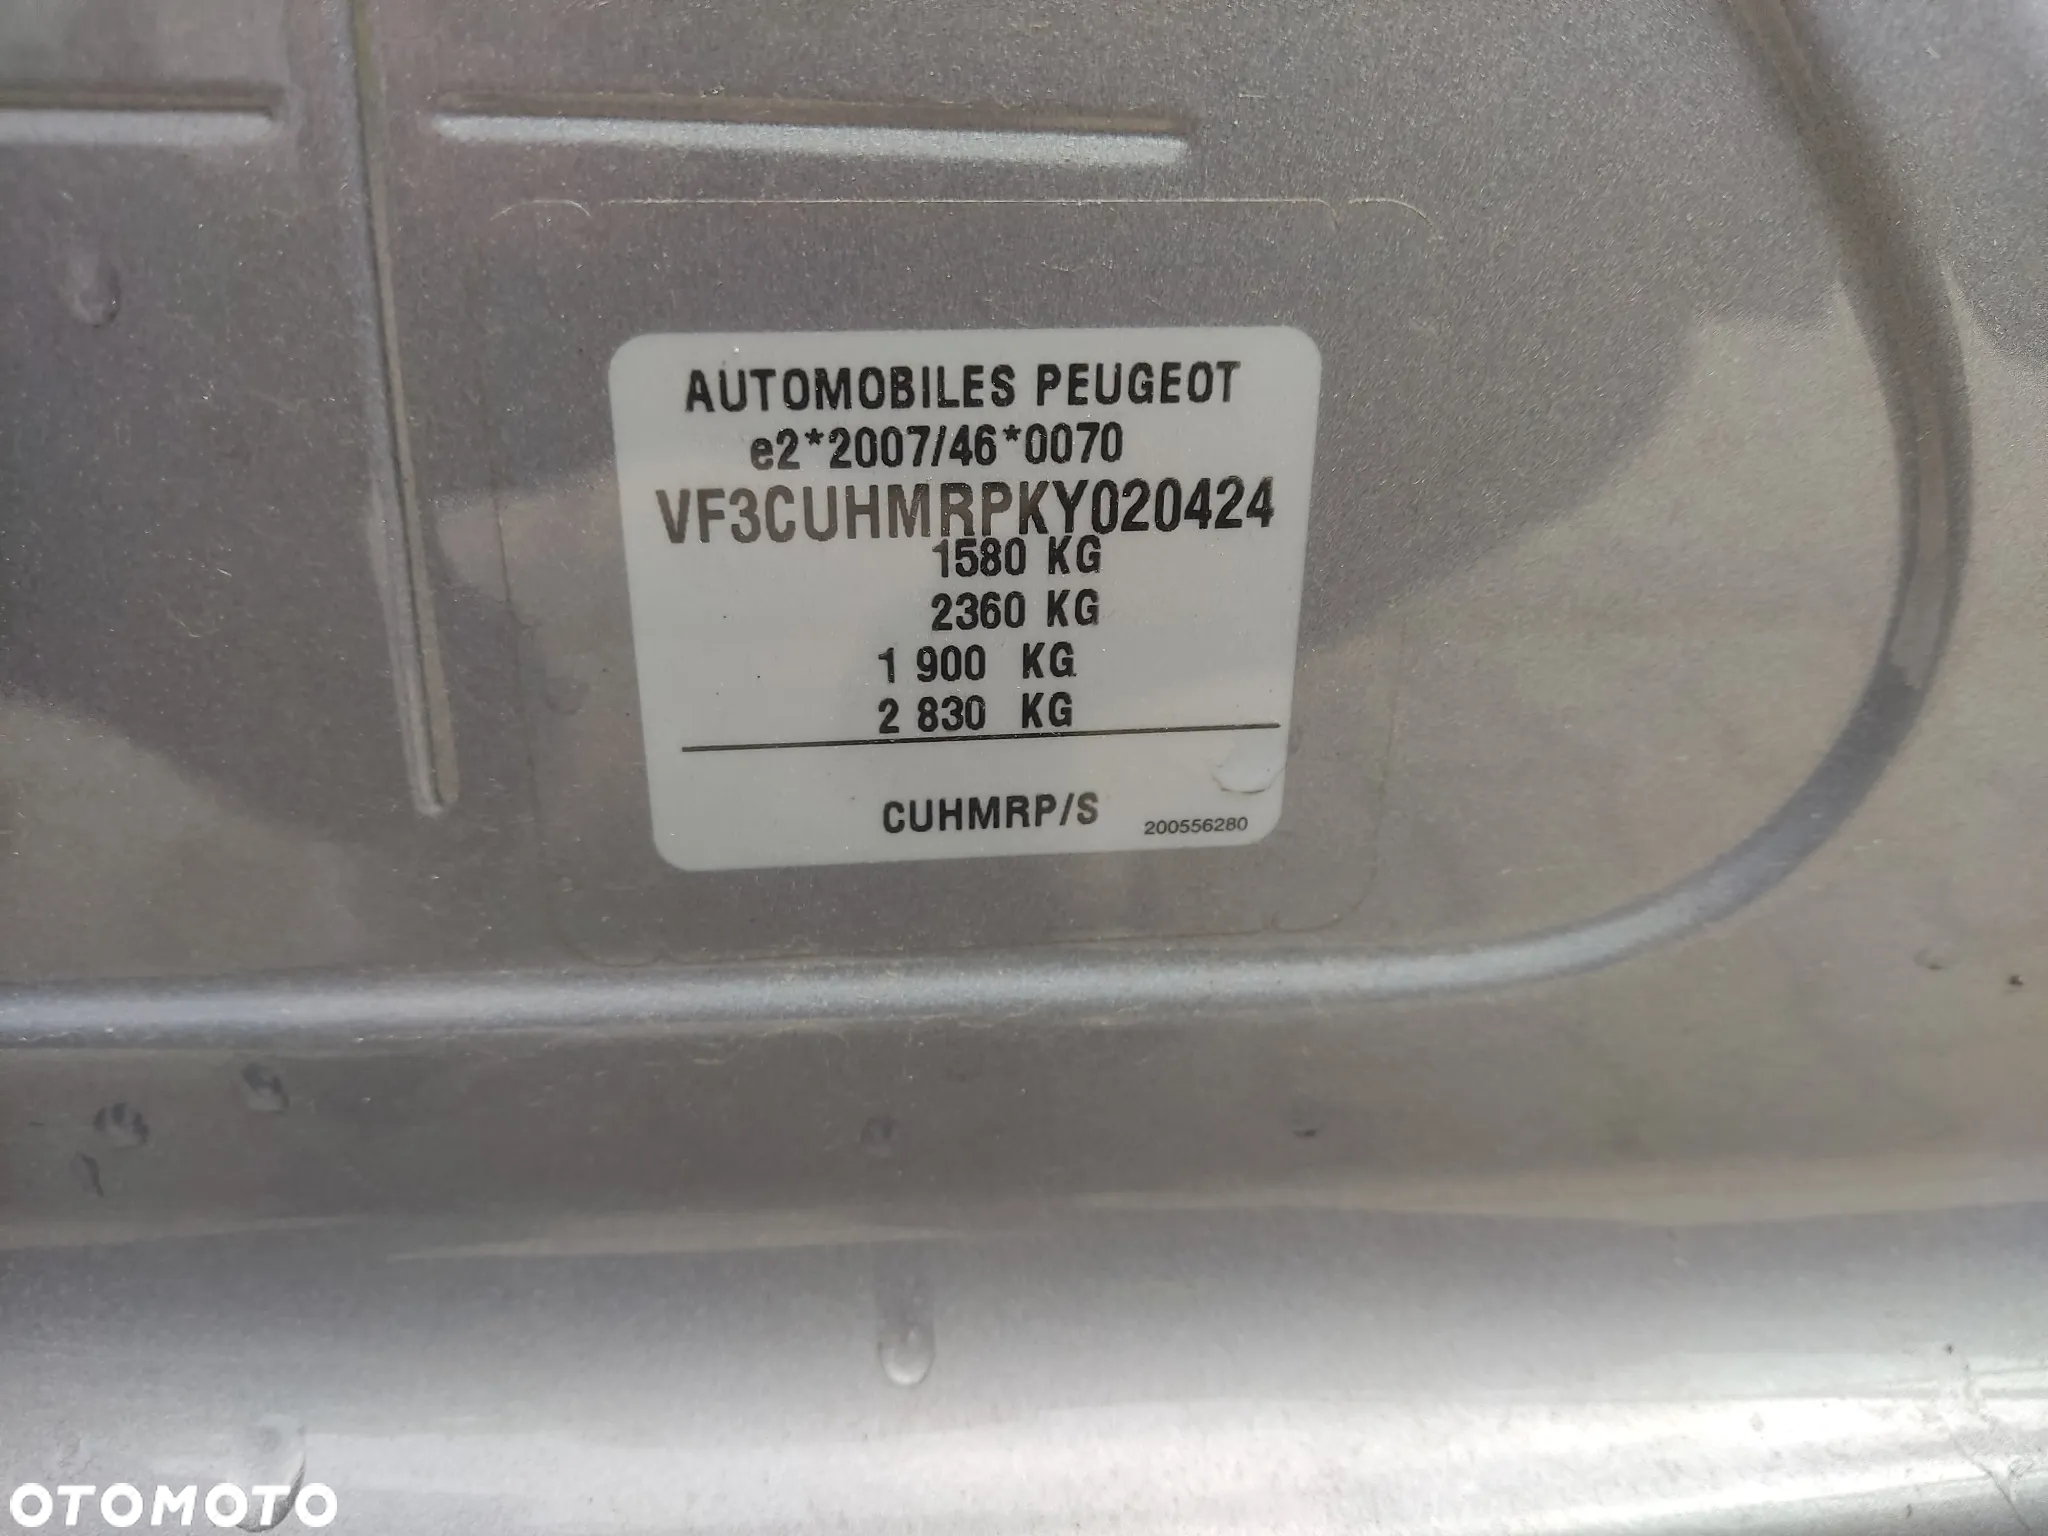 AUTOMOBILES PEUGEOT
e2*2007/46*0070
VF3CUHMRPKY020424
1580 KG
2360 KG
1 900 KG
2 830 KG
CUHMRP/S
200556280
OTOMOTO